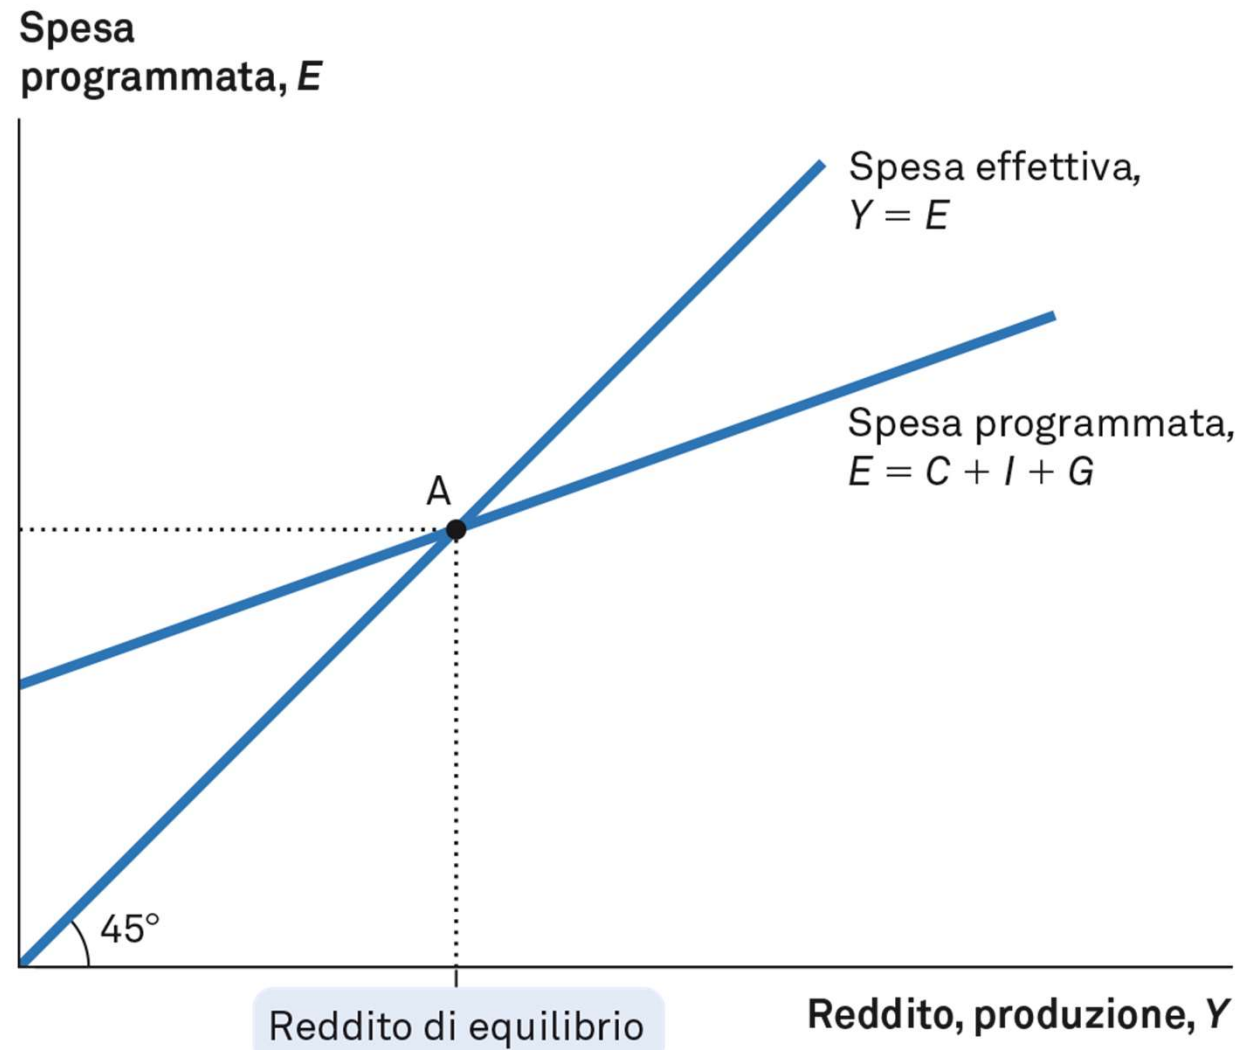 Spesa
programmata, E
Spesa effettiva,
Y = E
Spesa programmata,
E = C + I + G
A
45°
Reddito di equilibrio
Reddito, produzione, Y